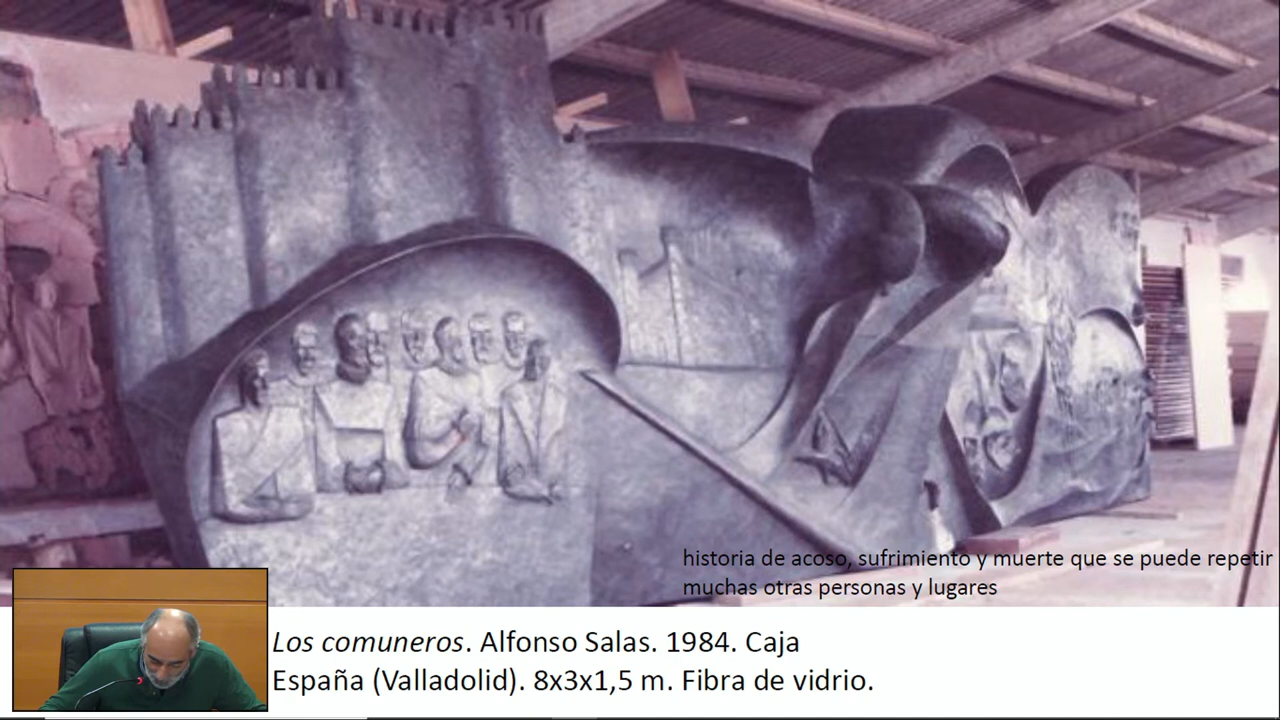 historia de acoso, sufrimiento y muerte que se puede repetir
muchas otras personas y lugares
Los comuneros. Alfonso Salas. 1984. Caja
España (Valladolid). 8x3x1,5 m. Fibra de vidrio.